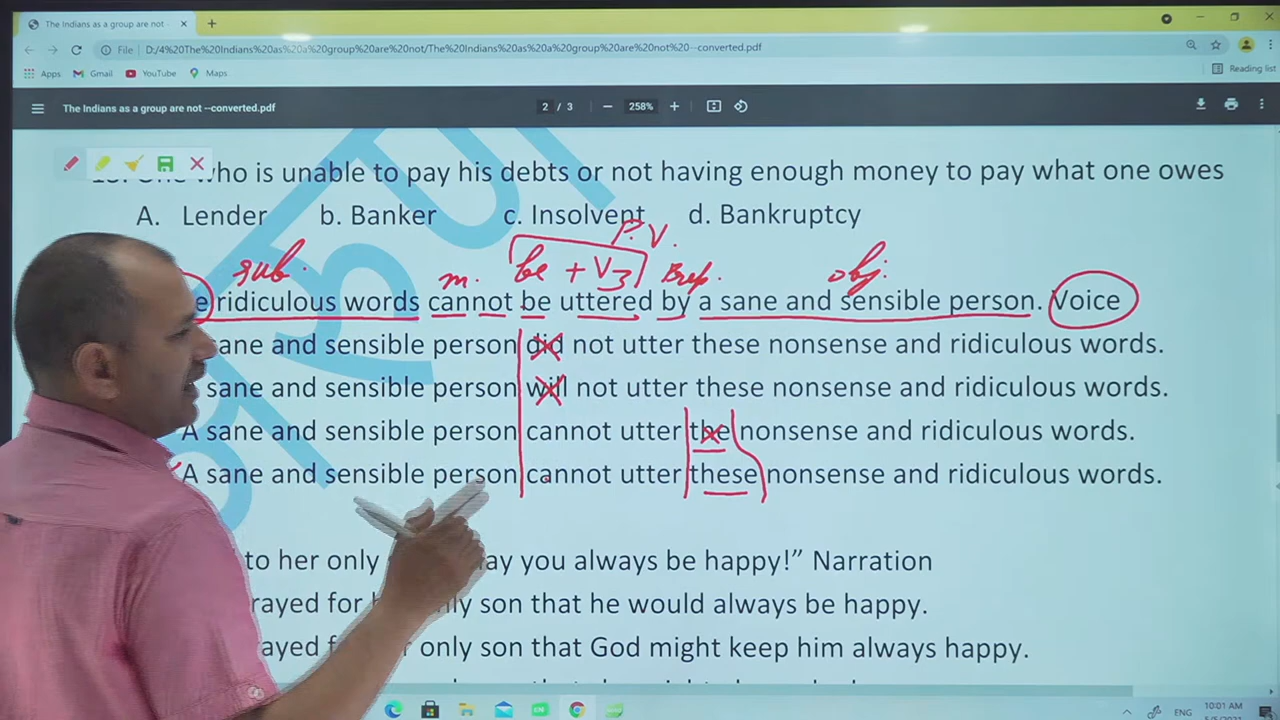 The Indians as a group are not -
File D:/4%20The%20Indians%20as%20a%20group%20are%20not/The%20Indians%20as%20a%20group%20are%20not%20--converted.pdf
Apps Gmail YouTube Maps Reading list
The Indians as a group are not --converted.pdf 2 / 3 258%
who is unable to pay his debts or not having enough money to pay what one owes
A. Lender b. Banker c. Insolvent d. Bankruptcy
P.V.
sub. m. be + V3 Prep. obj.
ridiculous words cannot be uttered by a sane and sensible person. Voice
sane and sensible person did not utter these nonsense and ridiculous words.
sane and sensible person will not utter these nonsense and ridiculous words.
A sane and sensible person cannot utter the nonsense and ridiculous words.
A sane and sensible person cannot utter these nonsense and ridiculous words.
to her only you always be happy!” Narration
only son that he would always be happy.
only son that God might keep him always happy.
ENG 10:01 AM